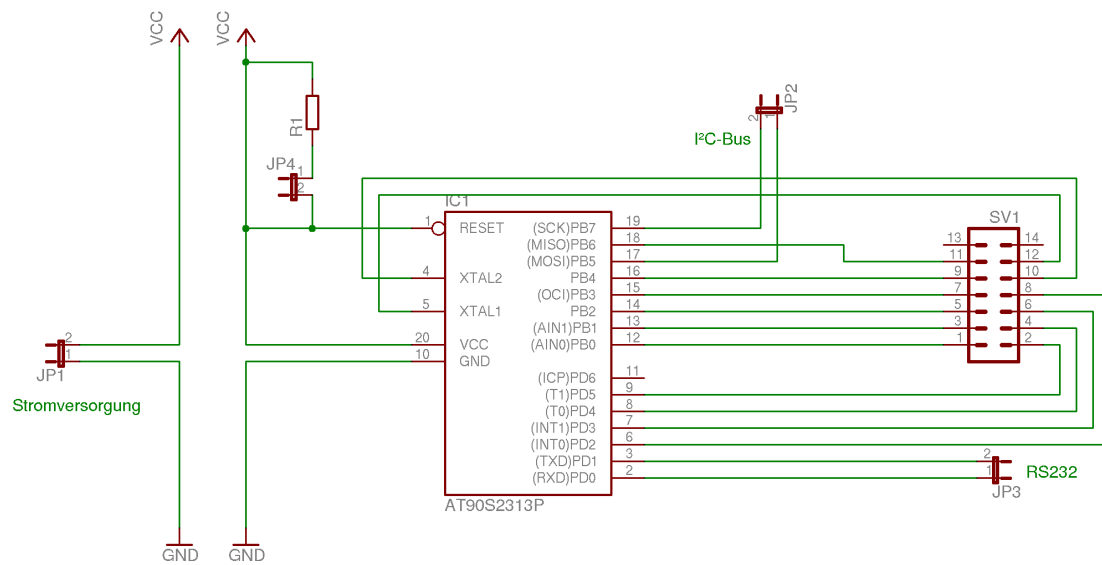 VCC
VCC
R1
JP4
1
2
JP2
2
1
I²C-Bus
IC1
1
RESET
4
XTAL2
5
XTAL1
20
VCC
10
GND
(SCK)PB7
19
(MISO)PB6
18
(MOSI)PB5
17
PB4
16
(OCI)PB3
15
PB2
14
(AIN1)PB1
13
(AIN0)PB0
12
(ICP)PD6
11
(T1)PD5
9
(T0)PD4
8
(INT1)PD3
7
(INT0)PD2
6
(TXD)PD1
3
(RXD)PD0
2
AT90S2313P
SV1
13
14
11
12
9
10
7
8
5
6
3
4
1
2
2
1
JP1
Stromversorgung
2
1
JP3
RS232
GND
GND